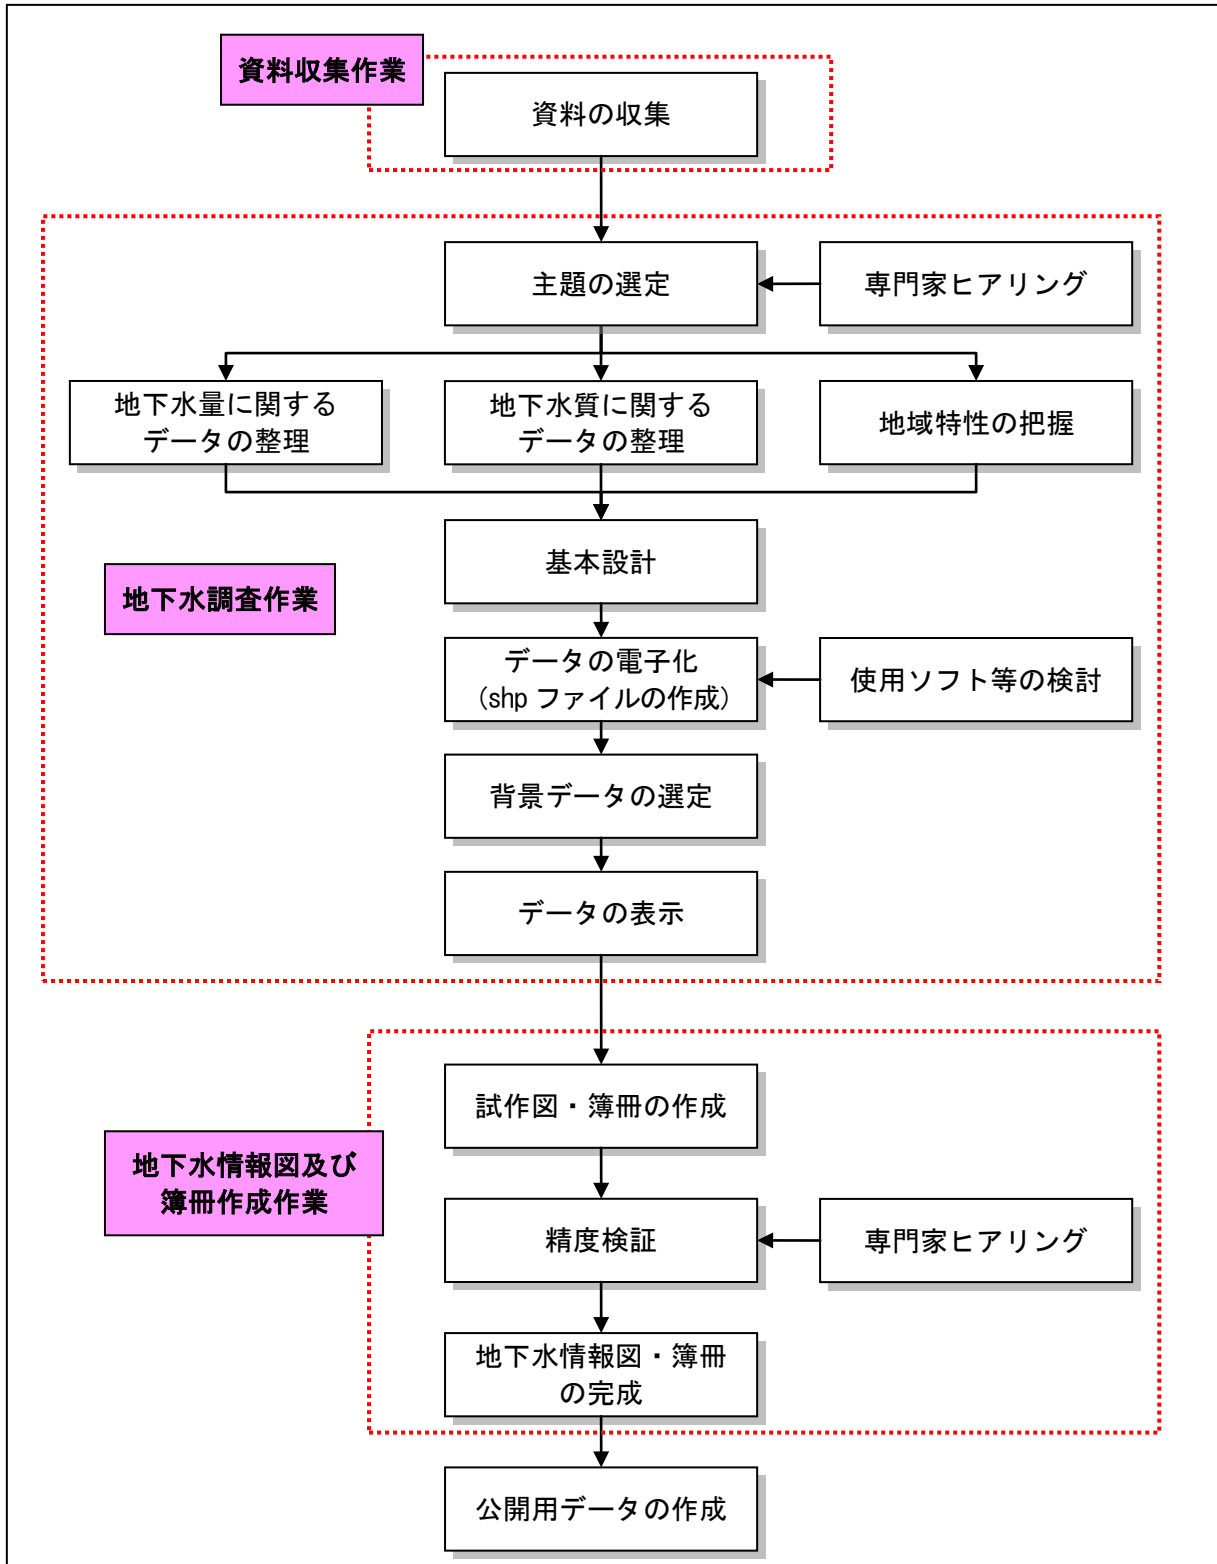 資料収集作業
資料の収集
主題の選定
専門家ヒアリング
地下水量に関する
データの整理
地下水質に関する
データの整理
地域特性の把握
基本設計
地下水調査作業
データの電子化
(shp ファイルの作成)
使用ソフト等の検討
背景データの選定
データの表示
試作図・簿冊の作成
地下水情報図及び
簿冊作成作業
精度検証
専門家ヒアリング
地下水情報図・簿冊
の完成
公開用データの作成